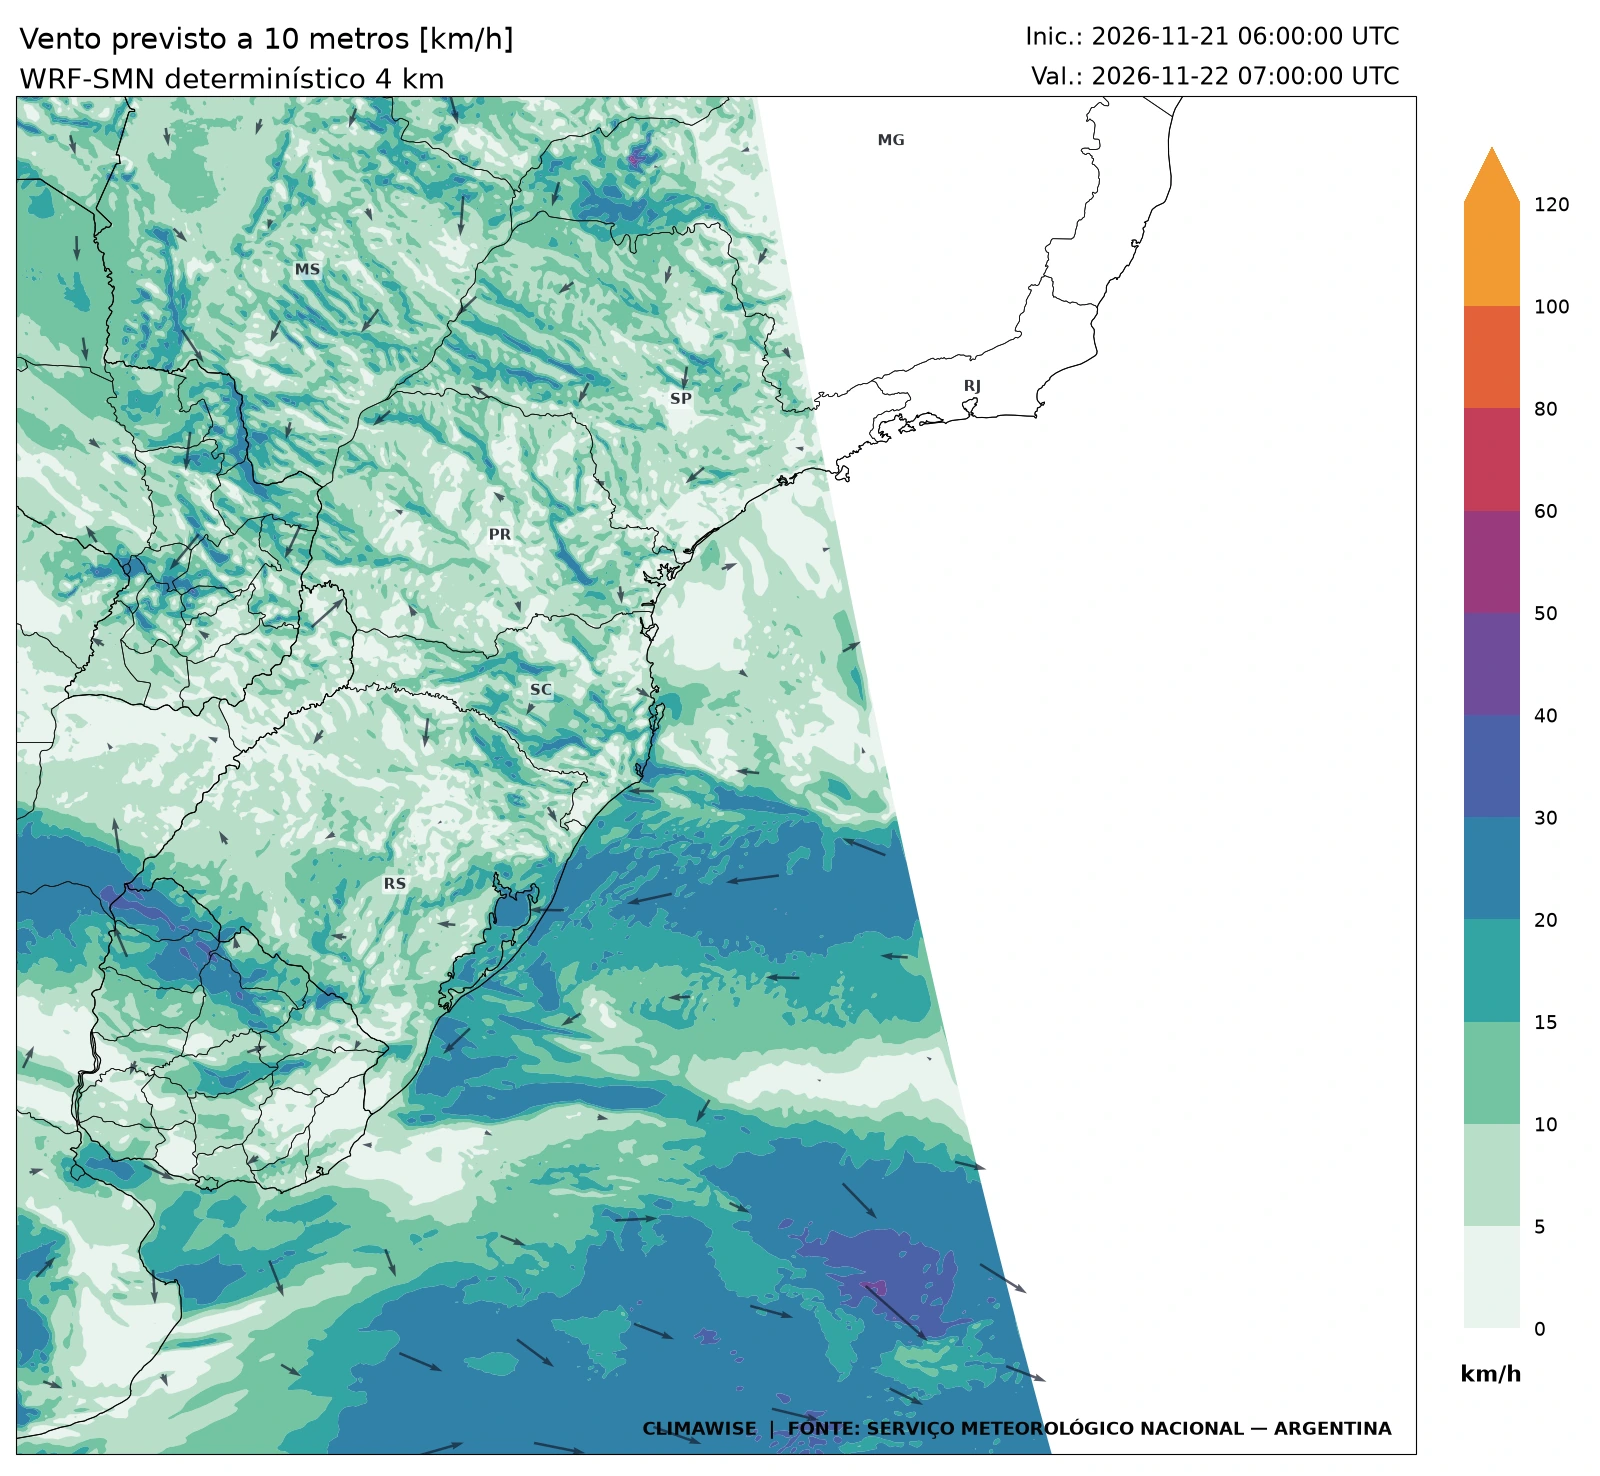 Vento previsto a 10 metros [km/h]
WRF-SMN determinístico 4 km
Inic.: 2026-11-21 06:00:00 UTC
Val.: 2026-11-22 07:00:00 UTC
MG
MS
RJ
SP
PR
SC
RS
120
100
80
60
50
40
30
20
15
10
5
0
km/h
CLIMAWISE | FONTE: SERVIÇO METEOROLÓGICO NACIONAL — ARGENTINA